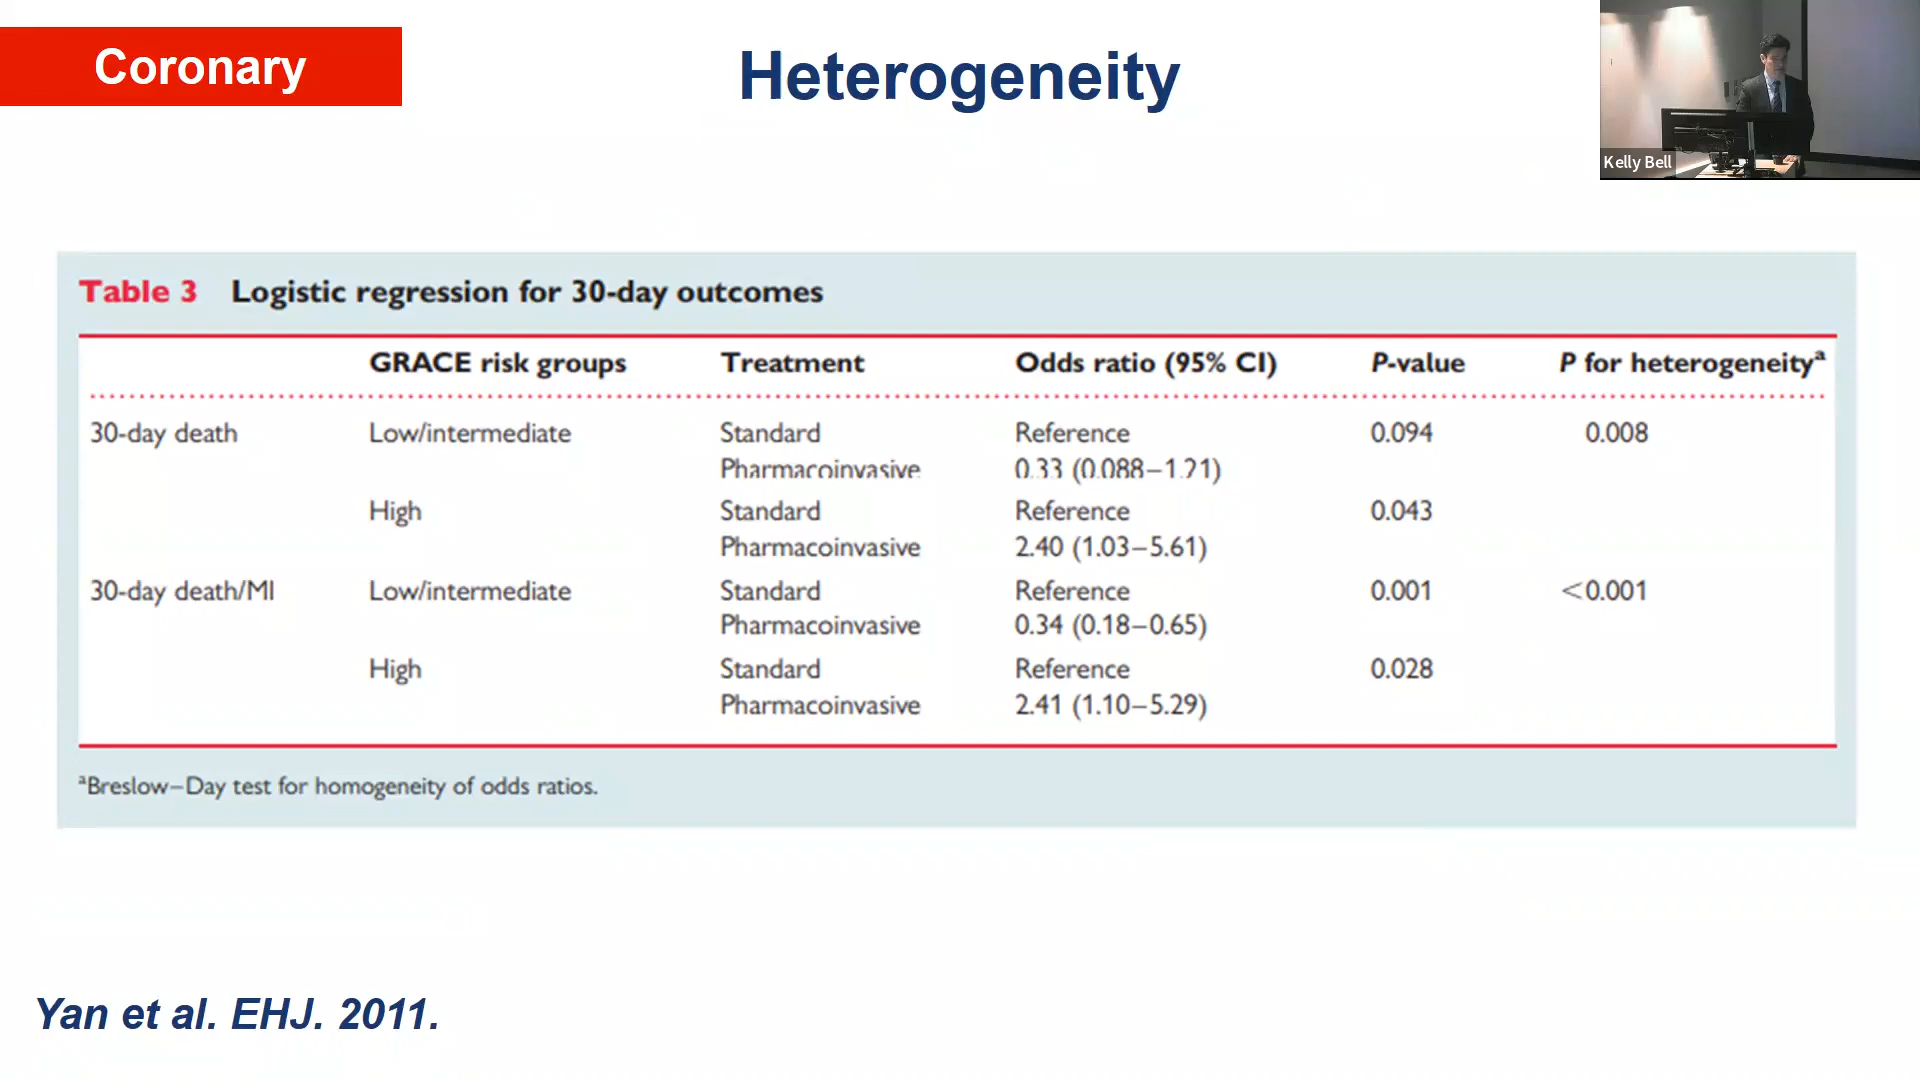 Coronary
Heterogeneity
Kelly Bell
Table 3 Logistic regression for 30-day outcomes
GRACE risk groups Treatment Odds ratio (95% CI) P-value P for heterogeneityᵃ
30-day death Low/intermediate Standard Reference 0.094 0.008
Pharmacoinvasive 0.33 (0.088–1.21)
High Standard Reference 0.043
Pharmacoinvasive 2.40 (1.03–5.61)
30-day death/MI Low/intermediate Standard Reference 0.001 <0.001
Pharmacoinvasive 0.34 (0.18–0.65)
High Standard Reference 0.028
Pharmacoinvasive 2.41 (1.10–5.29)
ᵃBreslow–Day test for homogeneity of odds ratios.
Yan et al. EHJ. 2011.